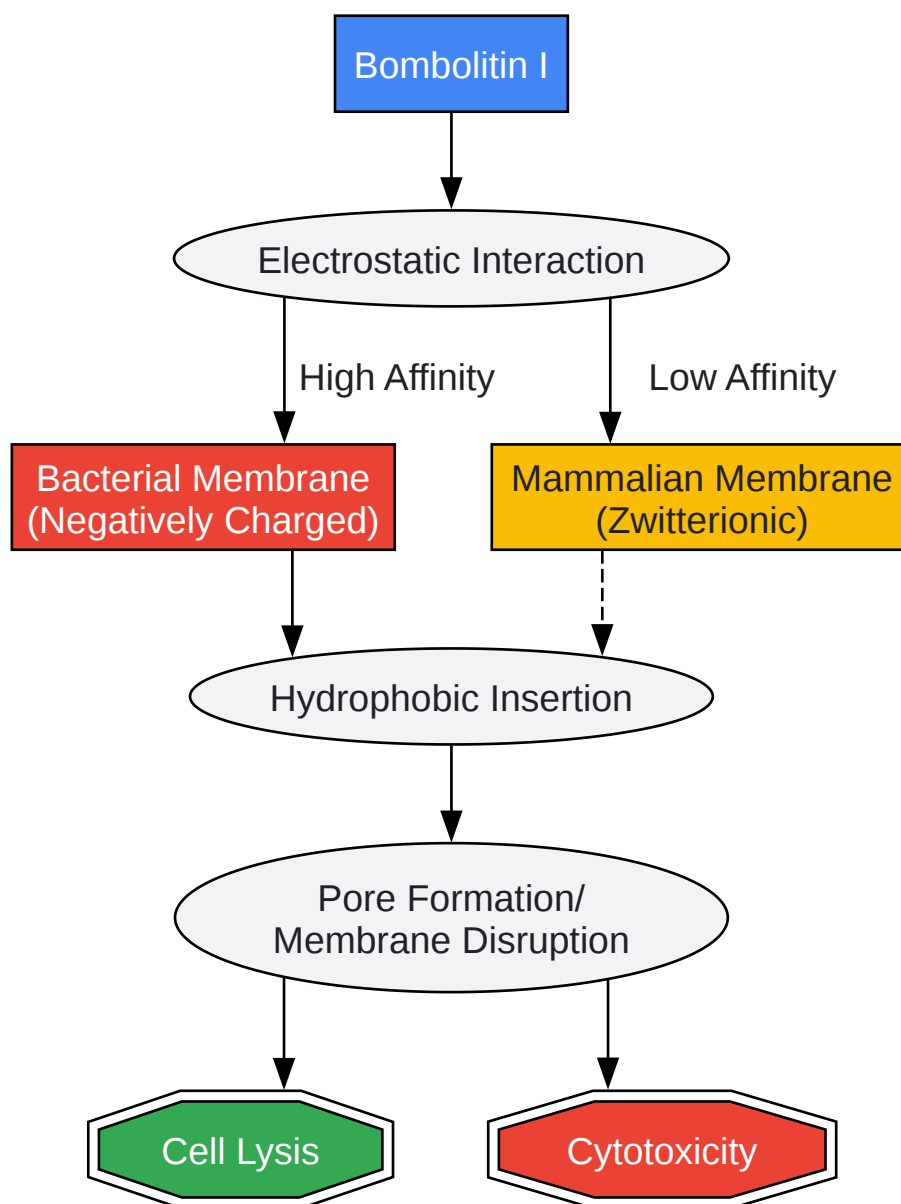 Bombolitin I
Electrostatic Interaction
High Affinity
Low Affinity
Bacterial Membrane
(Negatively Charged)
Mammalian Membrane
(Zwitterionic)
Hydrophobic Insertion
Pore Formation/
Membrane Disruption
Cell Lysis
Cytotoxicity